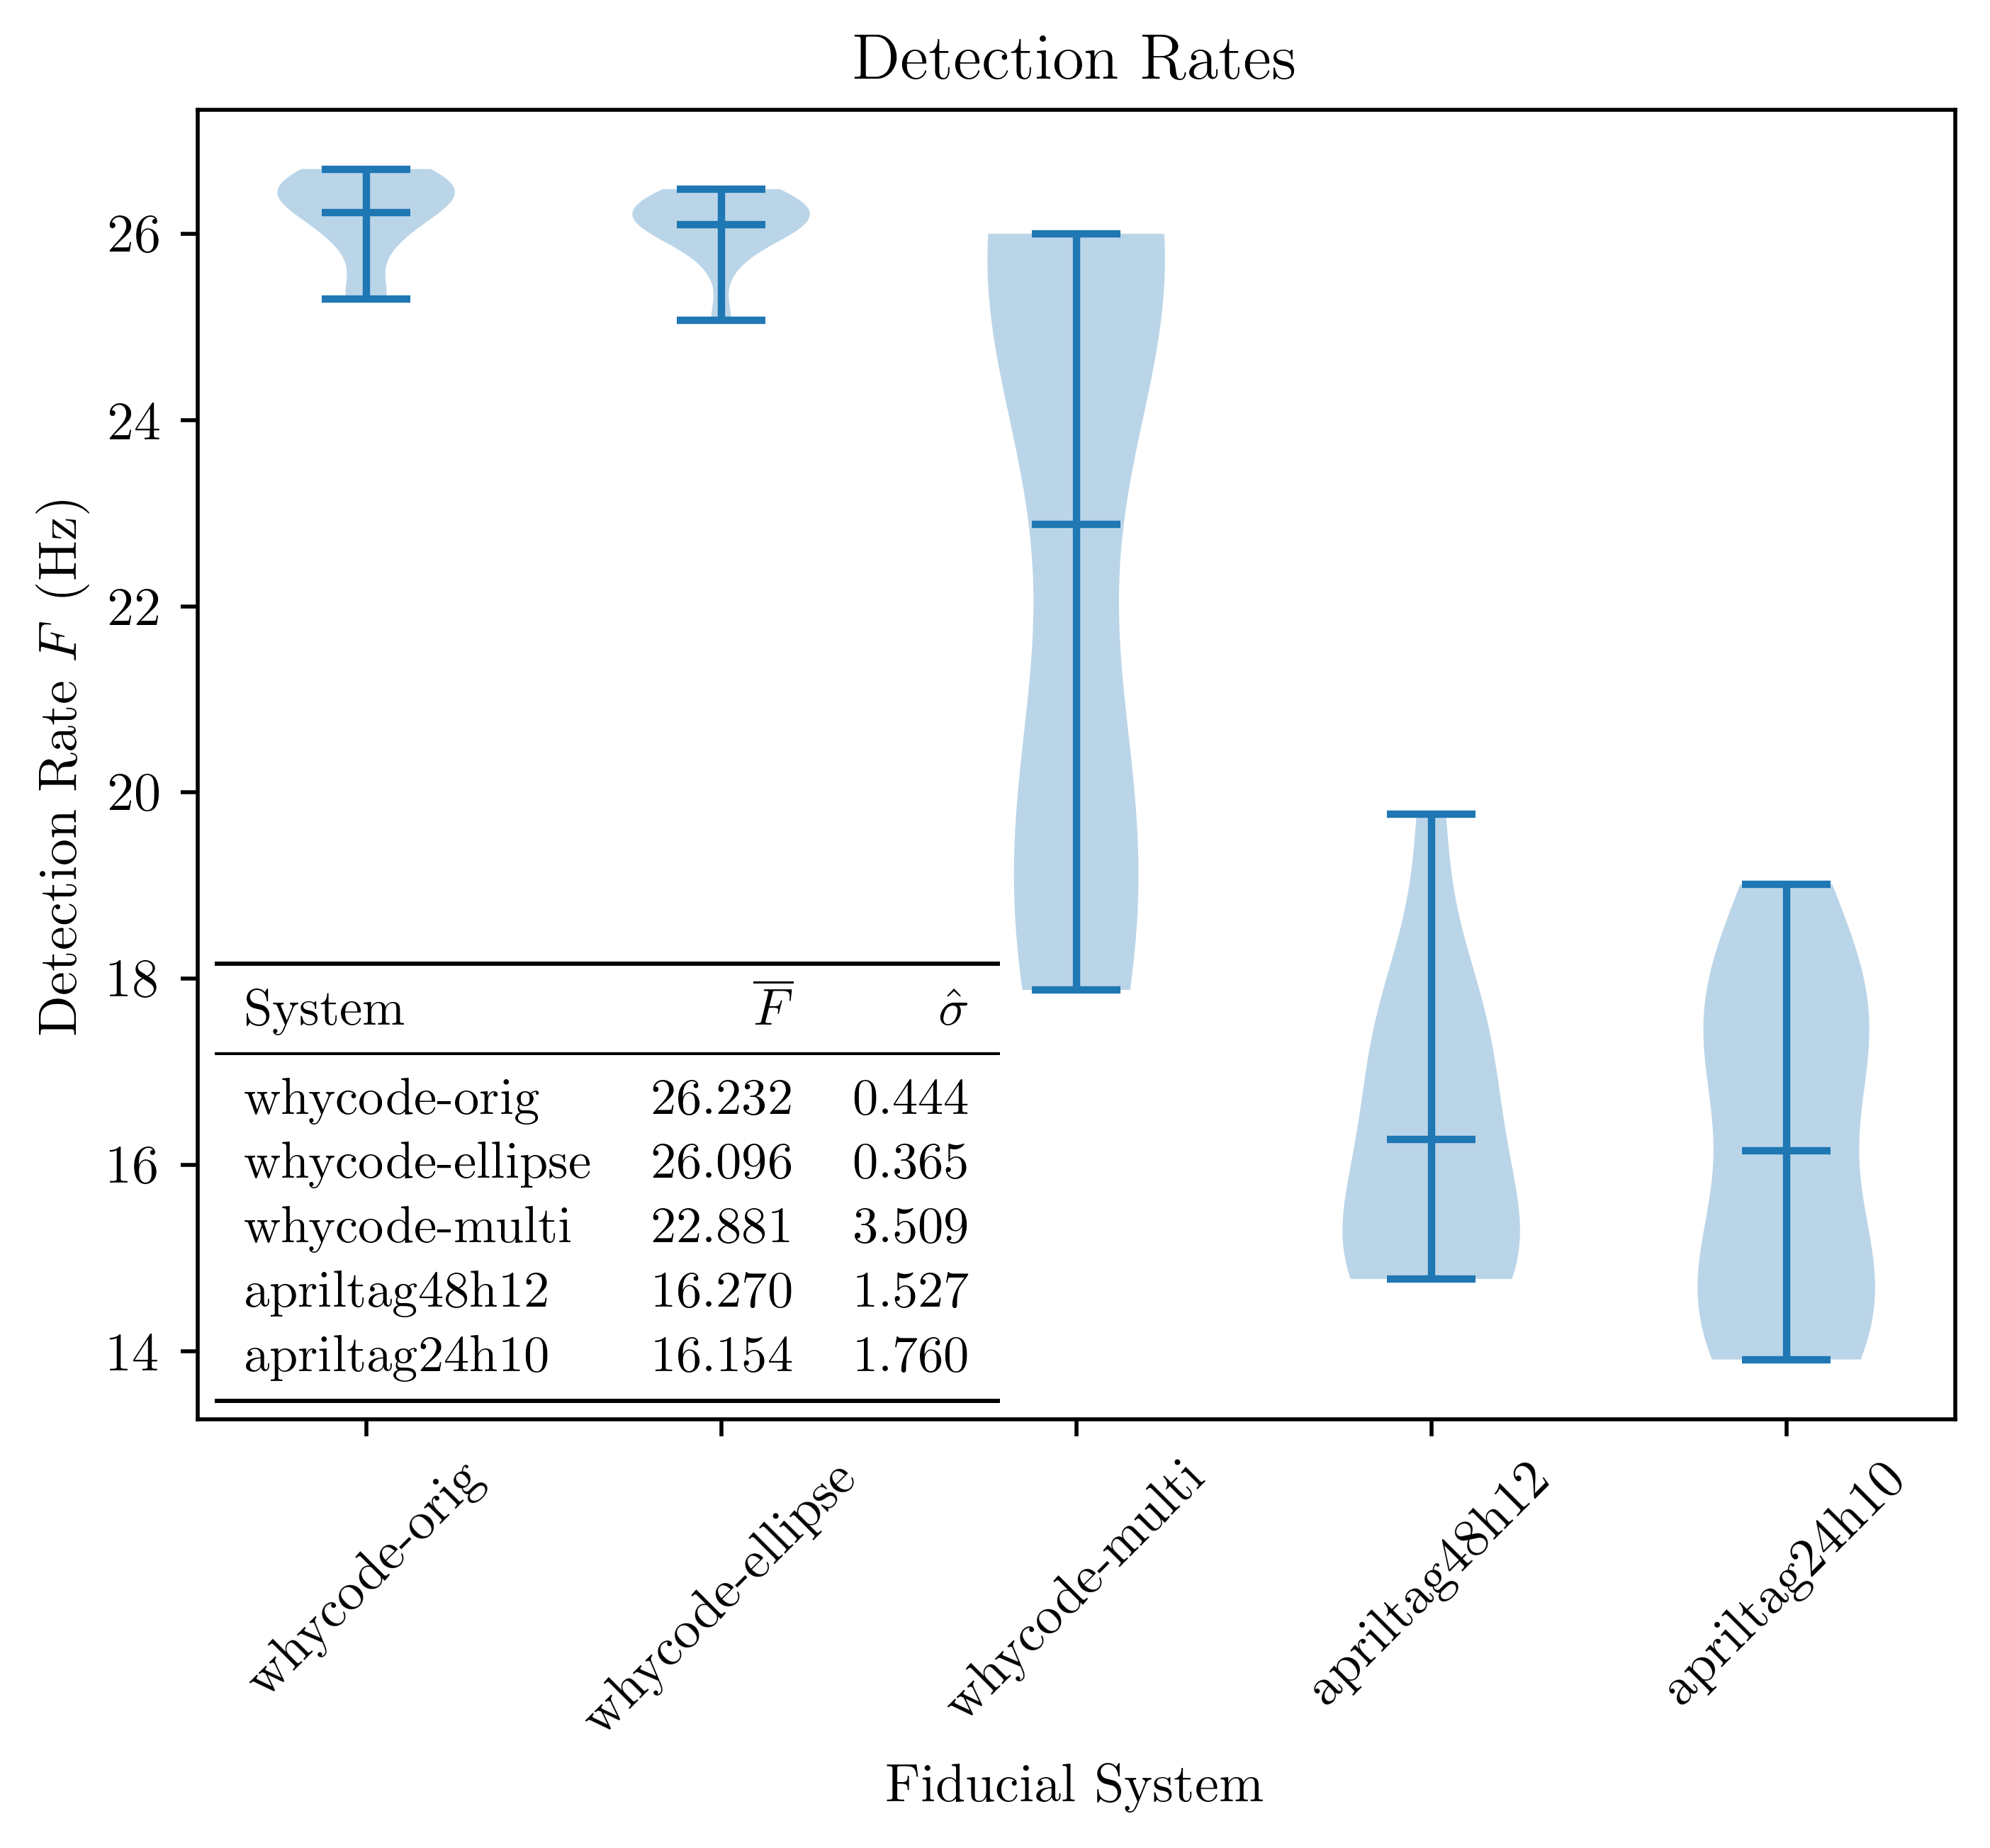 Detection Rates
Detection Rate F (Hz)
26
24
22
20
18
16
14
System F̅ σ̂
whycode-orig 26.232 0.444
whycode-ellipse 26.096 0.365
whycode-multi 22.881 3.509
apriltag48h12 16.270 1.527
apriltag24h10 16.154 1.760
whycode-orig
whycode-ellipse
whycode-multi
apriltag48h12
apriltag24h10
Fiducial System